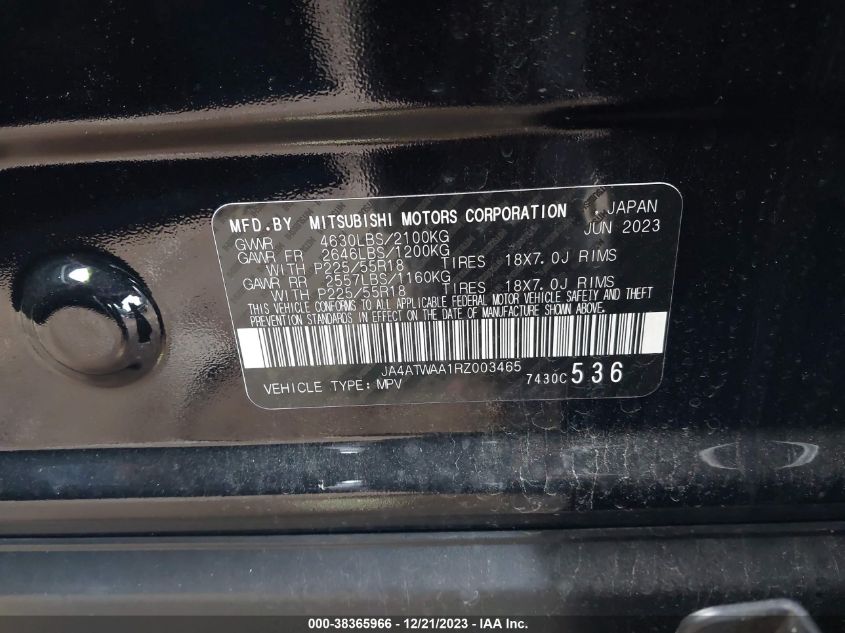 MFD.BY MITSUBISHI MOTORS CORPORATION JAPAN
GVWR 4630LBS/2100KG JUN 2023
GAWR FR 2646LBS/1200KG
WITH P225/55R18 TIRES 18X7.0J RIMS
GAWR RR 2557LBS/1160KG
WITH P225/55R18 TIRES 18X7.0J RIMS
THIS VEHICLE CONFORMS TO ALL APPLICABLE FEDERAL MOTOR VEHICLE SAFETY AND THEFT
PREVENTION STANDARDS IN EFFECT ON THE DATE OF MANUFACTURE SHOWN ABOVE.
JA4ATWAA1RZ003465
VEHICLE TYPE: MPV 7430C 536
000-38365966 - 12/21/2023 - IAA Inc.